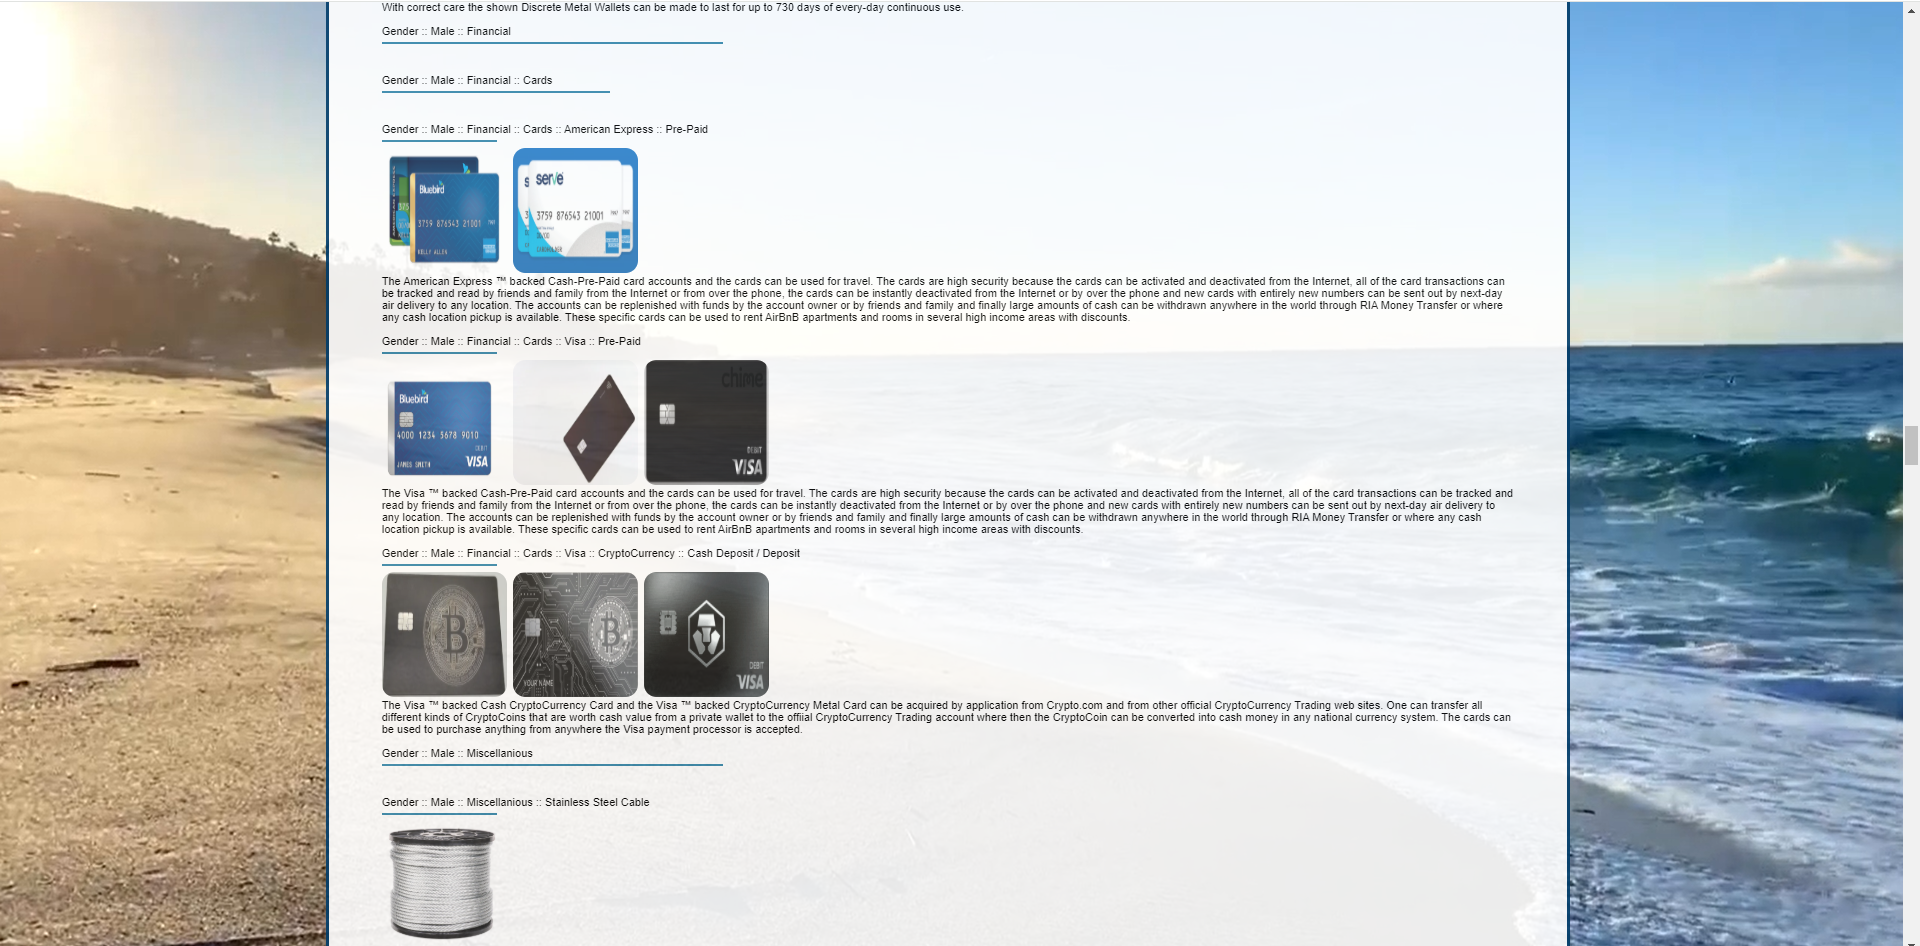 With correct care the shown Discrete Metal Wallets can be made to last for up to 730 days of every-day continuous use.
Gender :: Male :: Financial
Gender :: Male :: Financial :: Cards
Gender :: Male :: Financial :: Cards :: American Express :: Pre-Paid
Bluebird
3759 876543 21001
KELLY ALLEN
serve
3759 876543 21001
The American Express ™ backed Cash-Pre-Paid card accounts and the cards can be used for travel. The cards are high security because the cards can be activated and deactivated from the Internet, all of the card transactions can
be tracked and read by friends and family from the Internet or from over the phone, the cards can be instantly deactivated from the Internet or by over the phone and new cards with entirely new numbers can be sent out by next-day
air delivery to any location. The accounts can be replenished with funds by the account owner or by friends and family and finally large amounts of cash can be withdrawn anywhere in the world through RIA Money Transfer or where
any cash location pickup is available. These specific cards can be used to rent AirBnB apartments and rooms in several high income areas with discounts.
Gender :: Male :: Financial :: Cards :: Visa :: Pre-Paid
Bluebird
4000 1234 5678 9010
DEBIT
JAMES SMITH VISA
chime
DEBIT
VISA
The Visa ™ backed Cash-Pre-Paid card accounts and the cards can be used for travel. The cards are high security because the cards can be activated and deactivated from the Internet, all of the card transactions can be tracked and
read by friends and family from the Internet or from over the phone, the cards can be instantly deactivated from the Internet or by over the phone and new cards with entirely new numbers can be sent out by next-day air delivery to
any location. The accounts can be replenished with funds by the account owner or by friends and family and finally large amounts of cash can be withdrawn anywhere in the world through RIA Money Transfer or where any cash
location pickup is available. These specific cards can be used to rent AirBnB apartments and rooms in several high income areas with discounts.
Gender :: Male :: Financial :: Cards :: Visa :: CryptoCurrency :: Cash Deposit / Deposit
YOUR NAME
DEBIT
VISA
The Visa ™ backed Cash CryptoCurrency Card and the Visa ™ backed CryptoCurrency Metal Card can be acquired by application from Crypto.com and from other official CryptoCurrency Trading web sites. One can transfer all
different kinds of CryptoCoins that are worth cash value from a private wallet to the offiial CryptoCurrency Trading account where then the CryptoCoin can be converted into cash money in any national currency system. The cards can
be used to purchase anything from anywhere the Visa payment processor is accepted.
Gender :: Male :: Miscellanious
Gender :: Male :: Miscellanious :: Stainless Steel Cable